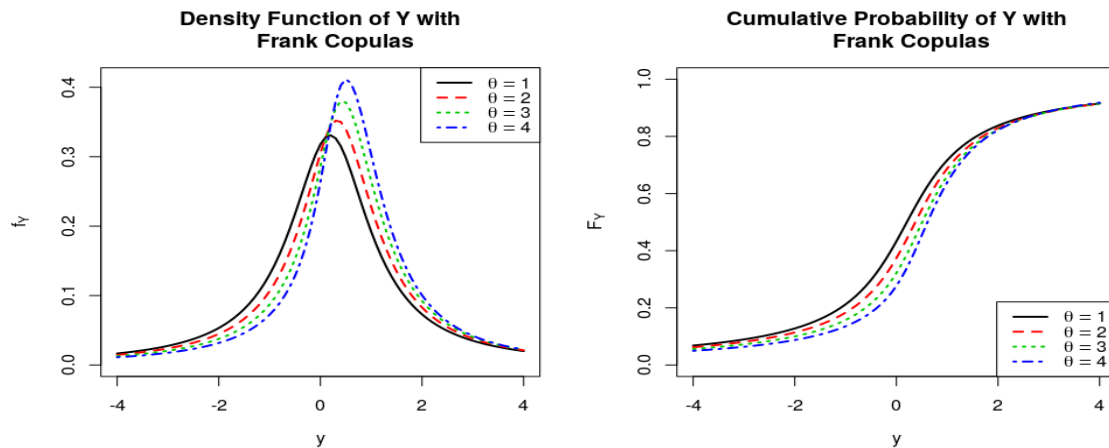 Density Function of Y with
Frank Copulas
0.4
0.3
0.2
0.1
0.0
f_Y
-4 -2 0 2 4
y
θ = 1
θ = 2
θ = 3
θ = 4
Cumulative Probability of Y with
Frank Copulas
1.0
0.8
0.6
0.4
0.2
0.0
F_Y
-4 -2 0 2 4
y
θ = 1
θ = 2
θ = 3
θ = 4